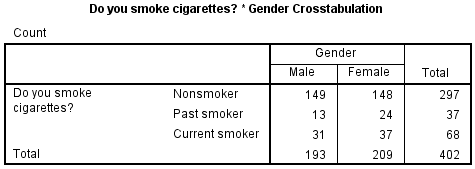 Do you smoke cigarettes? * Gender Crosstabulation
Count
Gender
Male Female Total
Do you smoke Nonsmoker 149 148 297
cigarettes? Past smoker 13 24 37
Current smoker 31 37 68
Total 193 209 402